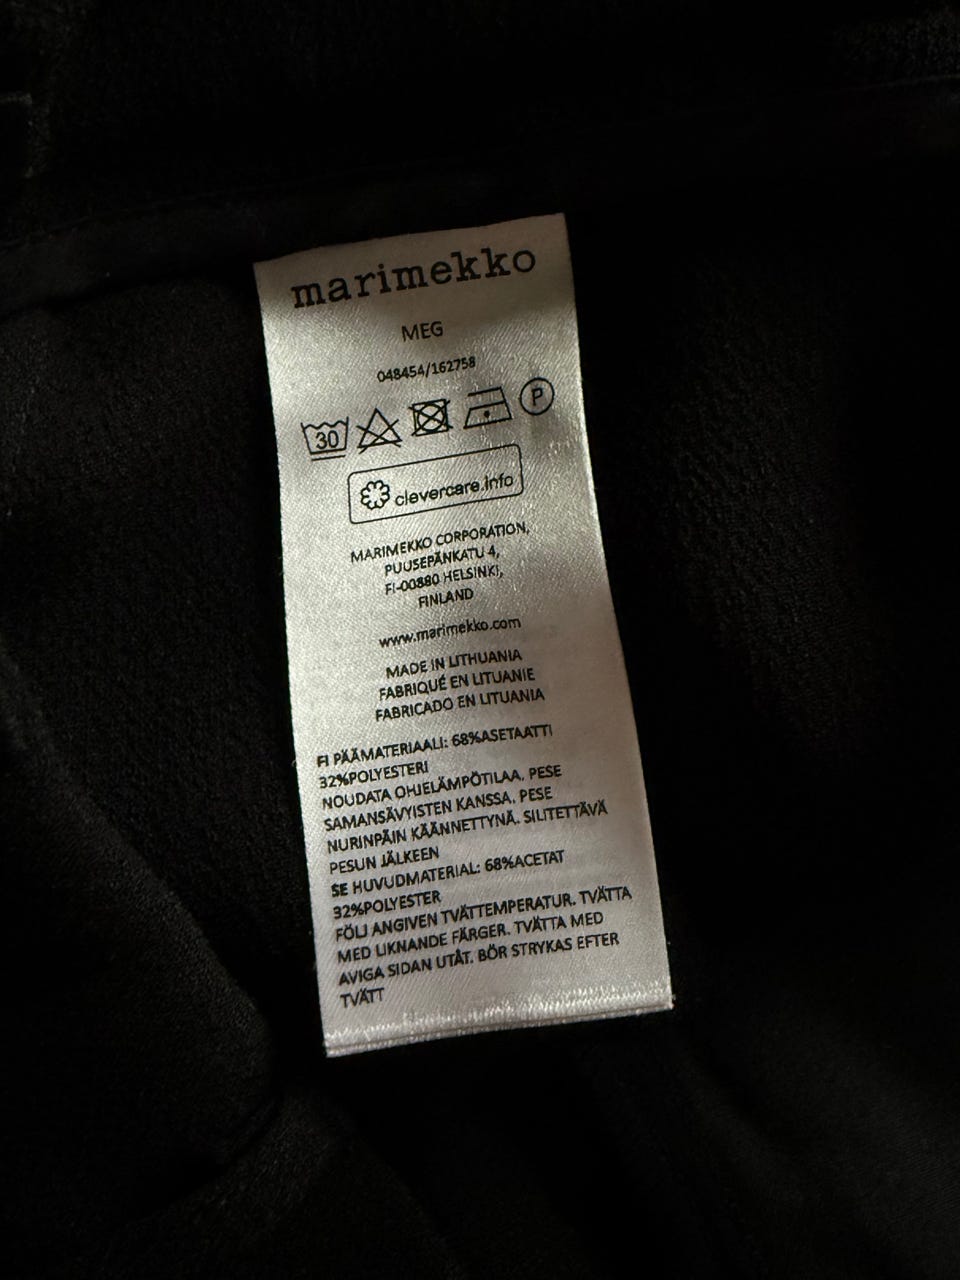 marimekko
MEG
048454/162758
30 P
clevercare.info
MARIMEKKO CORPORATION,
PUUSEPÄNKATU 4,
FI-00880 HELSINKI,
FINLAND
www.marimekko.com
MADE IN LITHUANIA
FABRIQUÉ EN LITUANIE
FABRICADO EN LITUANIA
FI PÄÄMATERIAALI: 68%ASETAATTI
32%POLYESTERI
NOUDATA OHJELÄMPÖTILAA, PESE
SAMANSÄVYISTEN KANSSA, PESE
NURINPÄIN KÄÄNNETTYNÄ. SILITETTÄVÄ
PESUN JÄLKEEN
SE HUVUDMATERIAL: 68%ACETAT
32%POLYESTER
FÖLJ ANGIVEN TVÄTTEMPERATUR. TVÄTTA
MED LIKNANDE FÄRGER. TVÄTTA MED
AVIGA SIDAN UTÅT. BÖR STRYKAS EFTER
TVÄTT